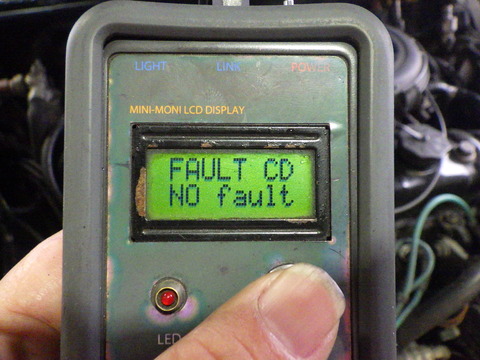 LIGHT LINK POWER
MINI-MONI LCD DISPLAY
FAULT CD
NO fault
LED